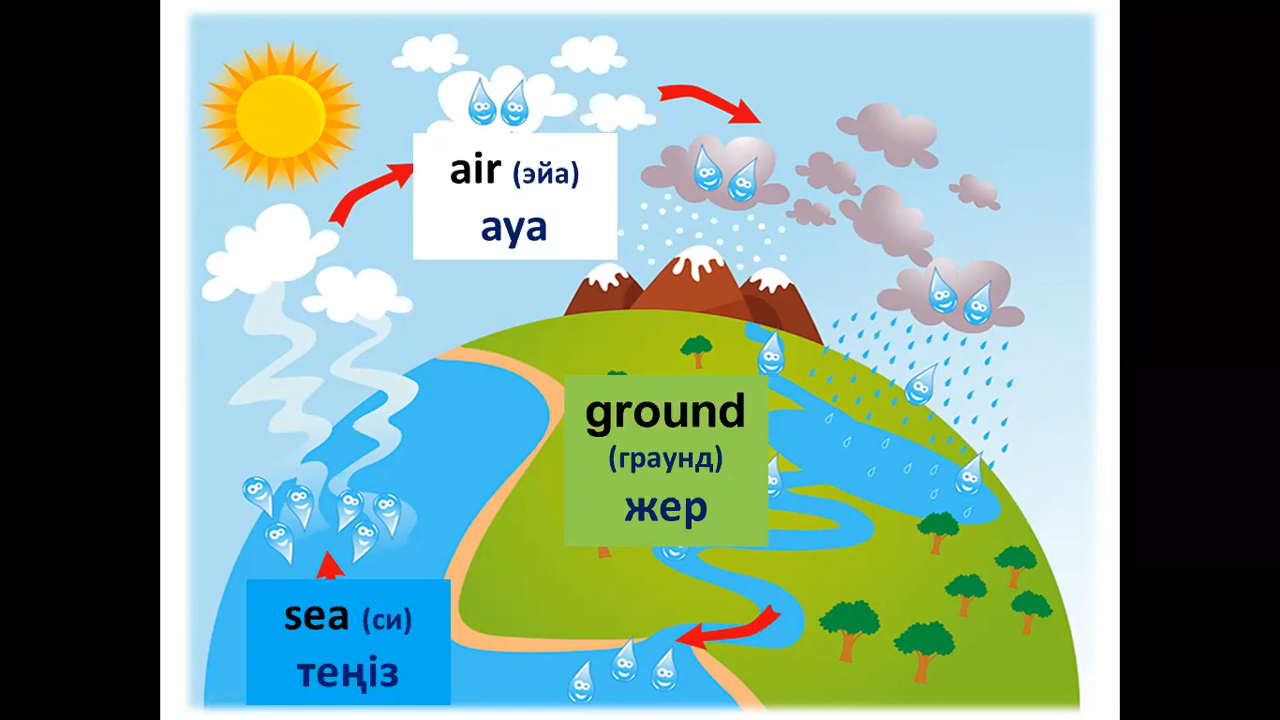 air (эйа)
ауа
ground
(граунд)
жер
sea (си)
теңіз